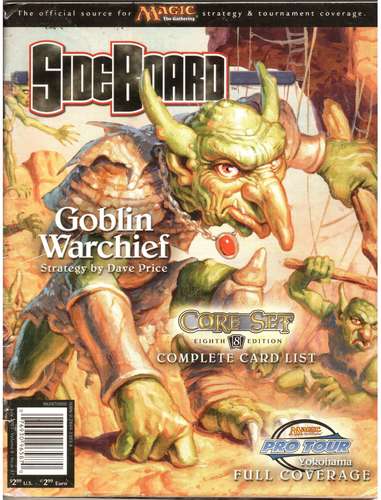 The official source for MAGIC The Gathering strategy & tournament coverage.
SIDEBOARD
Goblin
Warchief
Strategy by Dave Price
CORE SET
EIGHTH 8 EDITION
COMPLETE CARD LIST
MAGIC
PRO TOUR
Yokohama
FULL COVERAGE
$2.99 U.S. €2.99 Euro